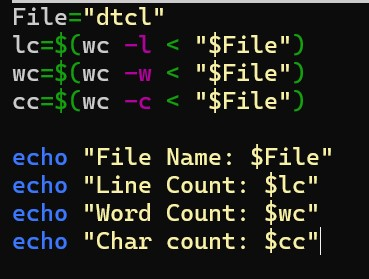 File="dtcl"
lc=$(wc -l < "$File")
wc=$(wc -w < "$File")
cc=$(wc -c < "$File")

echo "File Name: $File"
echo "Line Count: $lc"
echo "Word Count: $wc"
echo "Char count: $cc"